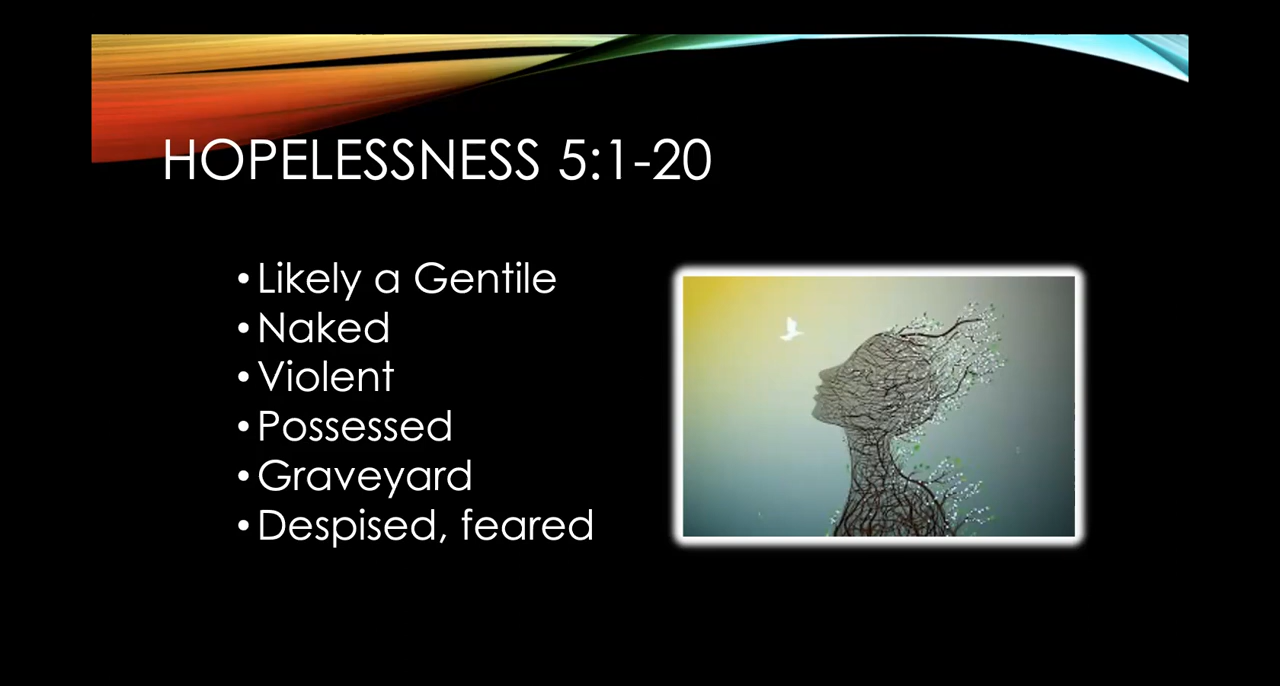 HOPELESSNESS 5:1-20
• Likely a Gentile
• Naked
• Violent
• Possessed
• Graveyard
• Despised, feared